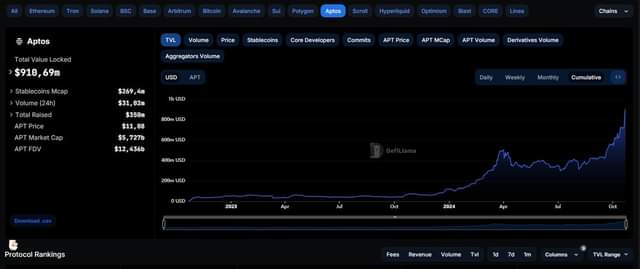 All Ethereum Tron Solana BSC Base Arbitrum Bitcoin Avalanche Sui Polygon Aptos Scroll Hyperliquid Optimism Blast CORE Linea Chains
Aptos
Total Value Locked
$918,69m
Stablecoins Mcap $269,4m
Volume (24h) $31,82m
Total Raised $350m
APT Price $11,08
APT Market Cap $5,727b
APT FDV $12,436b
Download .csv
TVL Volume Price Stablecoins Core Developers Commits APT Price APT MCap APT Volume Derivatives Volume
Aggregators Volume
USD APT Daily Weekly Monthly Cumulative
1b USD
800m USD
600m USD
400m USD
200m USD
0 USD
DefiLlama
2023 Apr Jul Oct 2024 Apr Jul Oct
Protocol Rankings Fees Revenue Volume Tvl 1d 7d 1m Columns TVL Range